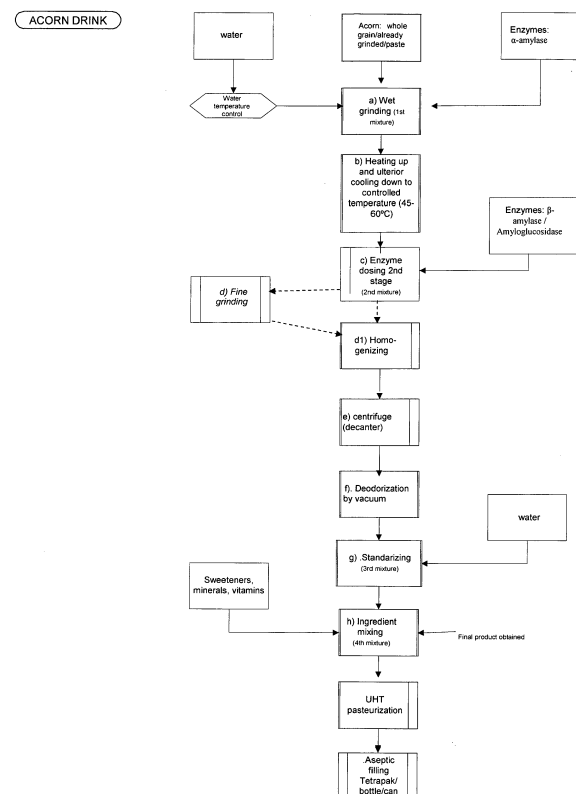 ACORN DRINK
water
Acorn: whole
grain/already
grinded/paste
Enzymes:
α-amylase
Water
temperature
control
a) Wet
grinding (1st
mixture)
b) Heating up
and ulterior
cooling down to
controlled
temperature (45-
60ºC)
Enzymes: β-
amylase /
Amyloglucosidase
c) Enzyme
dosing 2nd
stage
(2nd mixture)
d) Fine
grinding
d1) Homo-
genizing
e) centrifuge
(decanter)
f). Deodorization
by vacuum
water
g) .Standarizing
(3rd mixture)
Sweeteners,
minerals, vitamins
h) Ingredient
mixing
(4th mixture)
Final product obtained
UHT
pasteurization
.Aseptic
filling
Tetrapak/
bottle/can